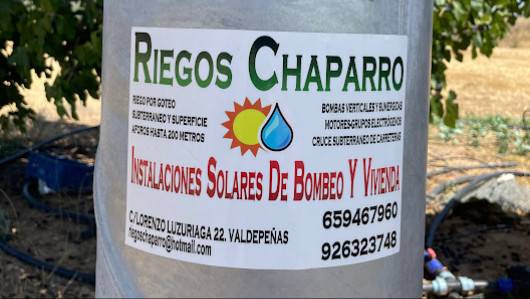 RIEGOS CHAPARRO
RIEGO POR GOTEO
SUBTERRANEO Y SUPERFICIE
AFOROS HASTA 200 METROS
BOMBAS VERTICALES Y SUMERGIDAS
MOTORES-GRUPOS ELECTRÓGENOS
CRUCE SUBTERRANEO DE CARRETERAS
INSTALACIONES SOLARES DE BOMBEO Y VIVIENDA
C/LORENZO LUZURIAGA 22. VALDEPEÑAS
riegoschaparro@hotmail.com
659467960
926323748